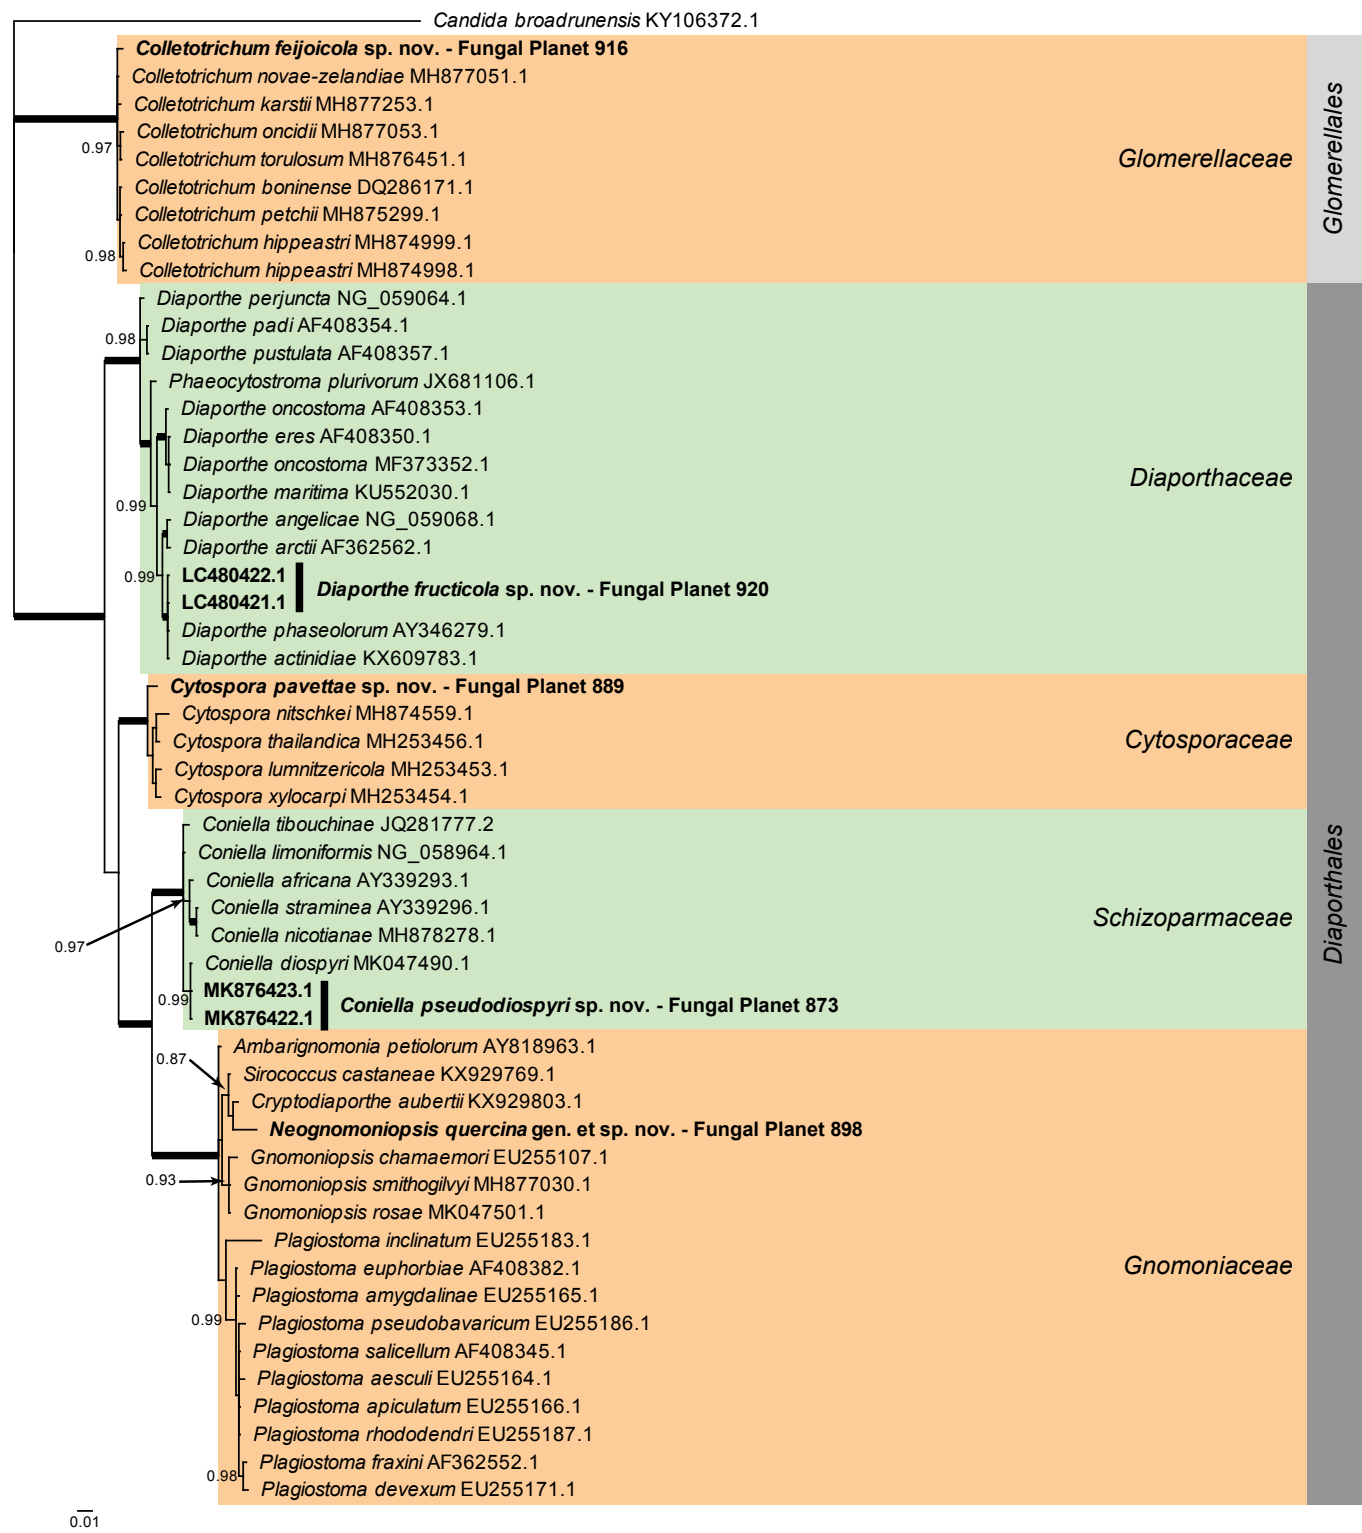 Candida broadrunensis KY106372.1
Colletotrichum feijoicola sp. nov. - Fungal Planet 916
Colletotrichum novae-zelandiae MH877051.1
Colletotrichum karstii MH877253.1
Colletotrichum oncidii MH877053.1
0.97
Colletotrichum torulosum MH876451.1
Glomerellaceae
Glomerellales
Colletotrichum boninense DQ286171.1
Colletotrichum petchii MH875299.1
Colletotrichum hippeastri MH874999.1
0.98
Colletotrichum hippeastri MH874998.1
Diaporthe perjuncta NG_059064.1
Diaporthe padi AF408354.1
0.98
Diaporthe pustulata AF408357.1
Phaeocytostroma plurivorum JX681106.1
Diaporthe oncostoma AF408353.1
Diaporthe eres AF408350.1
Diaporthe oncostoma MF373352.1
Diaporthaceae
Diaporthe maritima KU552030.1
0.99
Diaporthe angelicae NG_059068.1
Diaporthe arctii AF362562.1
0.99
LC480422.1
Diaporthe fructicola sp. nov. - Fungal Planet 920
LC480421.1
Diaporthe phaseolorum AY346279.1
Diaporthe actinidiae KX609783.1
Cytospora pavettae sp. nov. - Fungal Planet 889
Cytospora nitschkei MH874559.1
Cytospora thailandica MH253456.1
Cytosporaceae
Cytospora lumnitzericola MH253453.1
Cytospora xylocarpi MH253454.1
Coniella tibouchinae JQ281777.2
Coniella limoniformis NG_058964.1
Coniella africana AY339293.1
Diaporthales
Coniella straminea AY339296.1
Schizoparmaceae
Coniella nicotianae MH878278.1
0.97
Coniella diospyri MK047490.1
MK876423.1
0.99
Coniella pseudodiospyri sp. nov. - Fungal Planet 873
MK876422.1
Ambarignomonia petiolorum AY818963.1
0.87
Sirococcus castaneae KX929769.1
Cryptodiaporthe aubertii KX929803.1
Neognomoniopsis quercina gen. et sp. nov. - Fungal Planet 898
Gnomoniopsis chamaemori EU255107.1
0.93
Gnomoniopsis smithogilvyi MH877030.1
Gnomoniopsis rosae MK047501.1
Plagiostoma inclinatum EU255183.1
Plagiostoma euphorbiae AF408382.1
Gnomoniaceae
Plagiostoma amygdalinae EU255165.1
0.99
Plagiostoma pseudobavaricum EU255186.1
Plagiostoma salicellum AF408345.1
Plagiostoma aesculi EU255164.1
Plagiostoma apiculatum EU255166.1
Plagiostoma rhododendri EU255187.1
Plagiostoma fraxini AF362552.1
0.98
Plagiostoma devexum EU255171.1
0.01